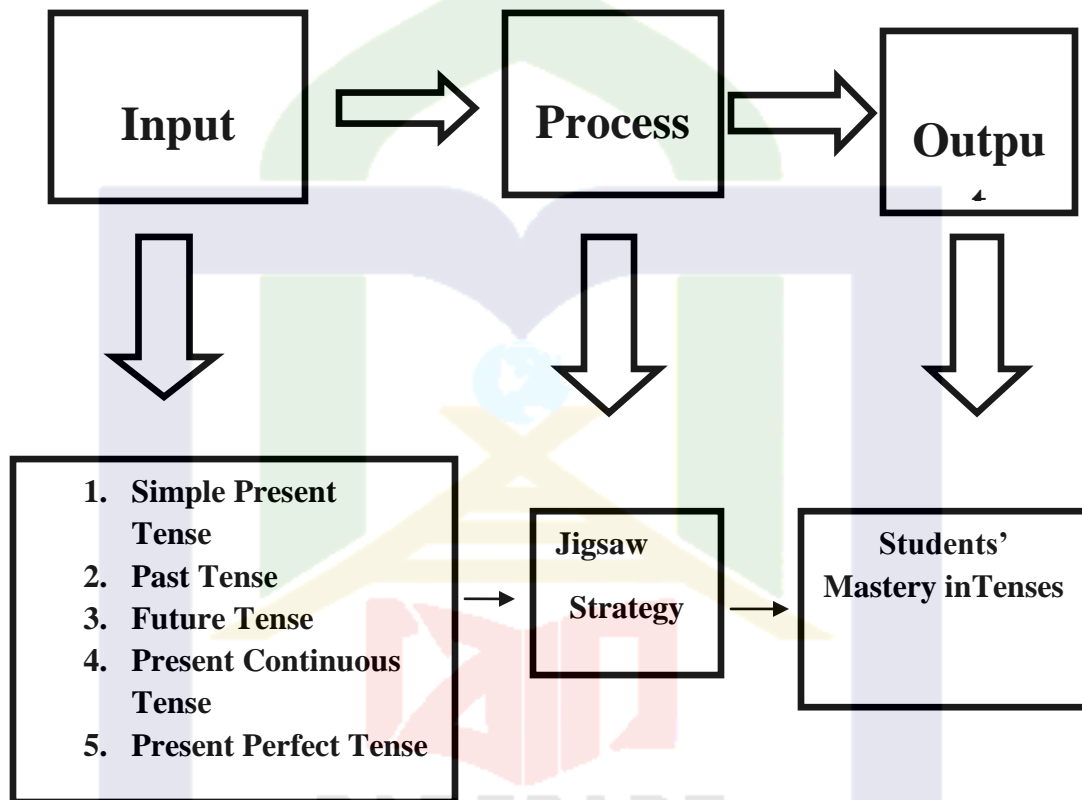 Input
Process
Outpu
1. Simple Present
Tense
2. Past Tense
3. Future Tense
4. Present Continuous
Tense
5. Present Perfect Tense
Jigsaw
Strategy
Students’
Mastery inTenses